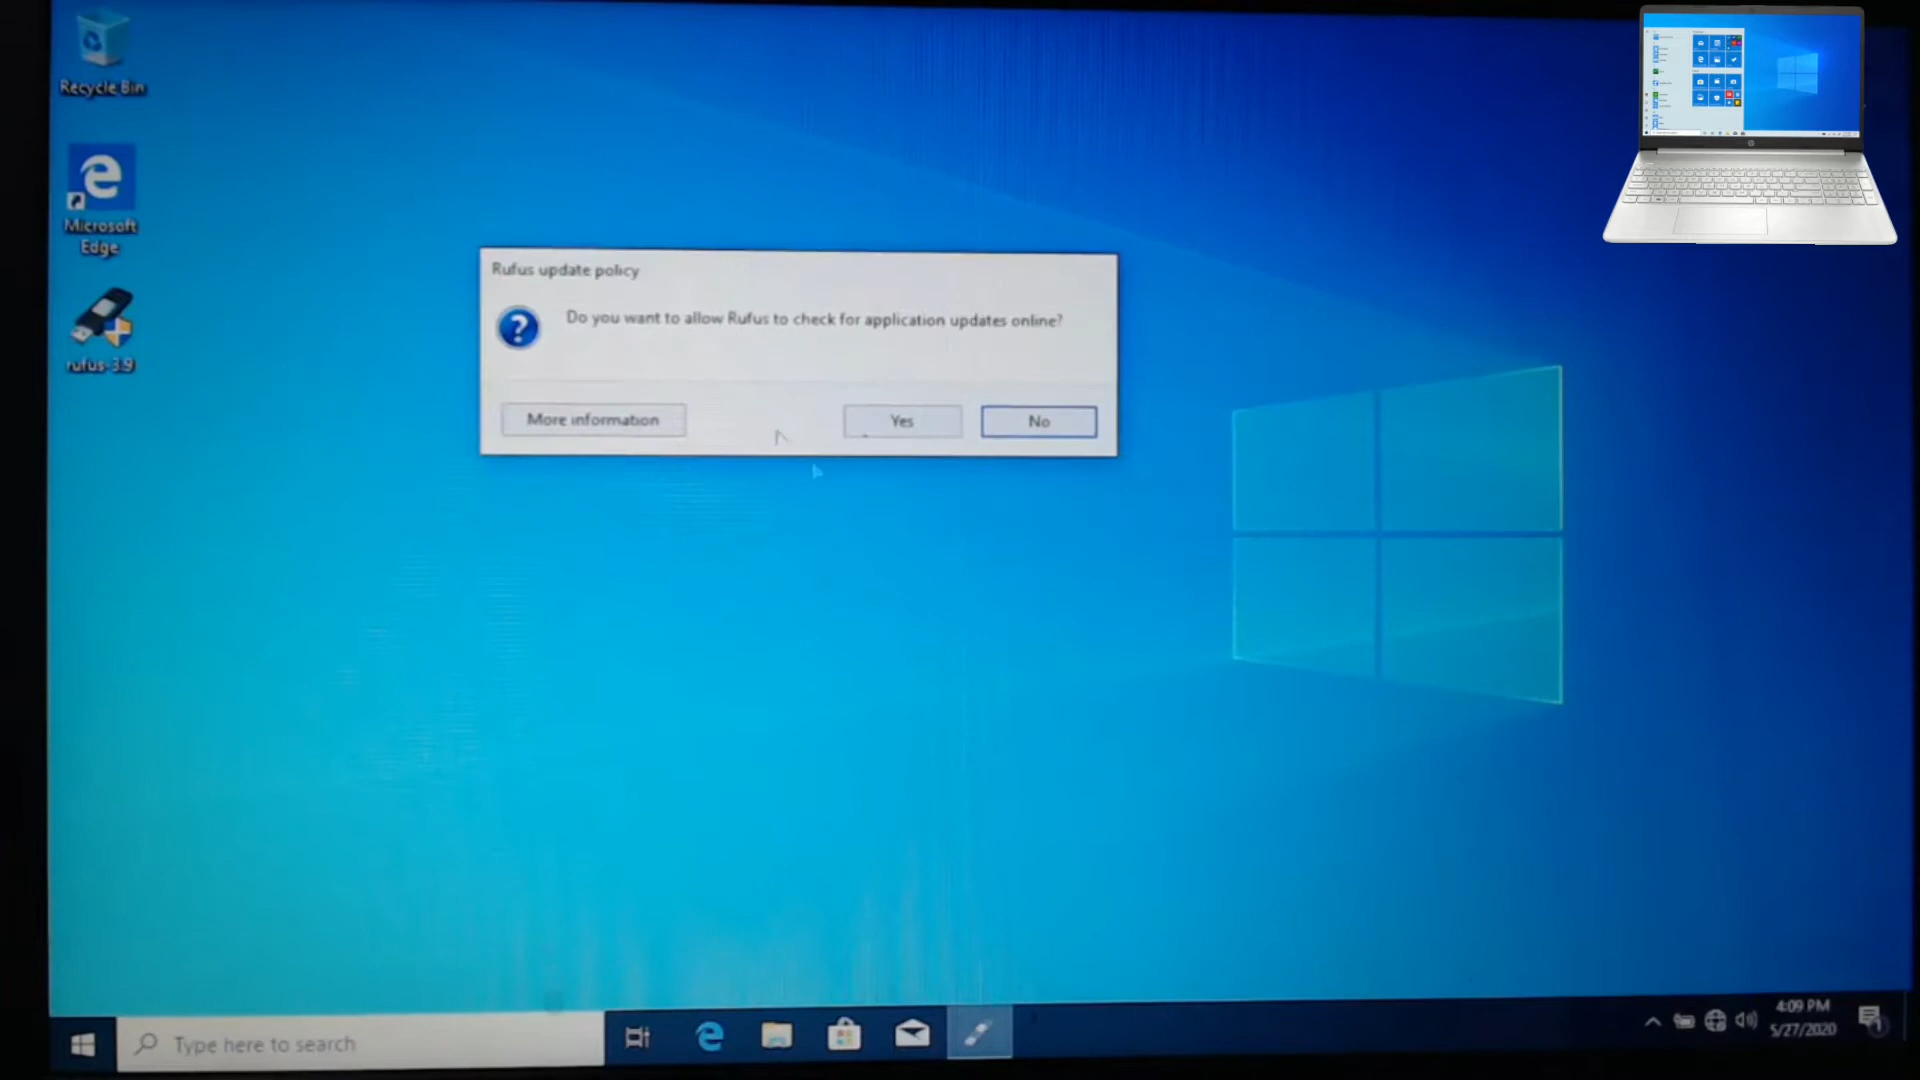 Recycle Bin
Microsoft
Edge
rufus-3.9
Rufus update policy
Do you want to allow Rufus to check for application updates online?
More information
Yes
No
Type here to search
4:09 PM
5/27/2020
1